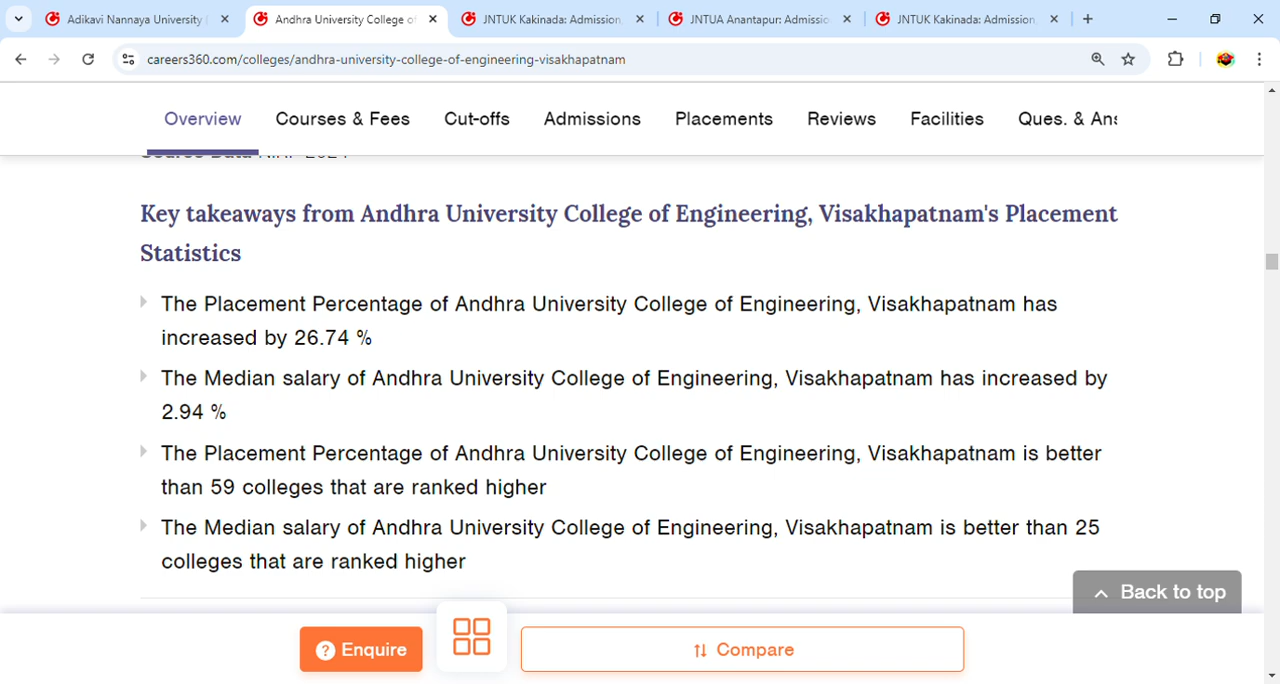 Adikavi Nannaya University
Andhra University College of
JNTUK Kakinada: Admission,
JNTUA Anantapur: Admissio
JNTUK Kakinada: Admission,
careers360.com/colleges/andhra-university-college-of-engineering-visakhapatnam
Overview
Courses & Fees
Cut-offs
Admissions
Placements
Reviews
Facilities
Ques. & Ans
Key takeaways from Andhra University College of Engineering, Visakhapatnam's Placement
Statistics
The Placement Percentage of Andhra University College of Engineering, Visakhapatnam has
increased by 26.74 %
The Median salary of Andhra University College of Engineering, Visakhapatnam has increased by
2.94 %
The Placement Percentage of Andhra University College of Engineering, Visakhapatnam is better
than 59 colleges that are ranked higher
The Median salary of Andhra University College of Engineering, Visakhapatnam is better than 25
colleges that are ranked higher
Back to top
Enquire
Compare